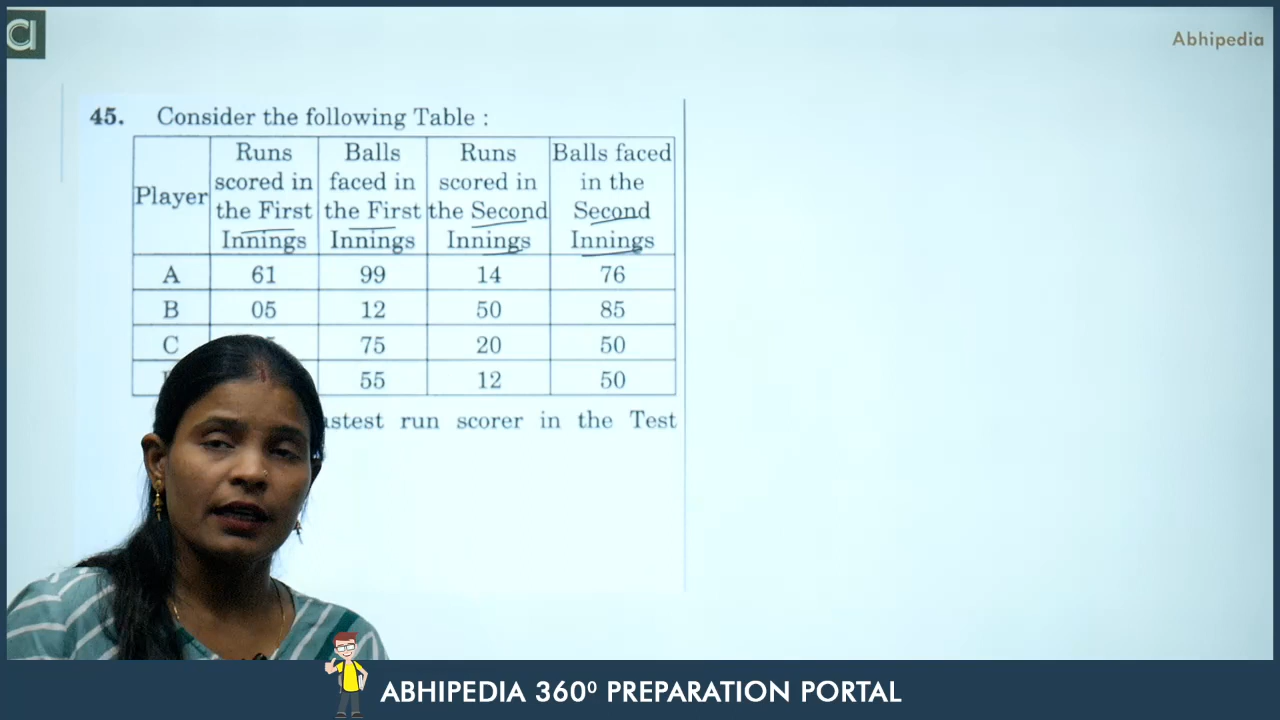 Abhipedia
45. Consider the following Table :
Player | Runs scored in the First Innings | Balls faced in the First Innings | Runs scored in the Second Innings | Balls faced in the Second Innings
A 61 99 14 76
B 05 12 50 85
C 75 20 50
55 12 50
run scorer in the Test
ABHIPEDIA 360⁰ PREPARATION PORTAL